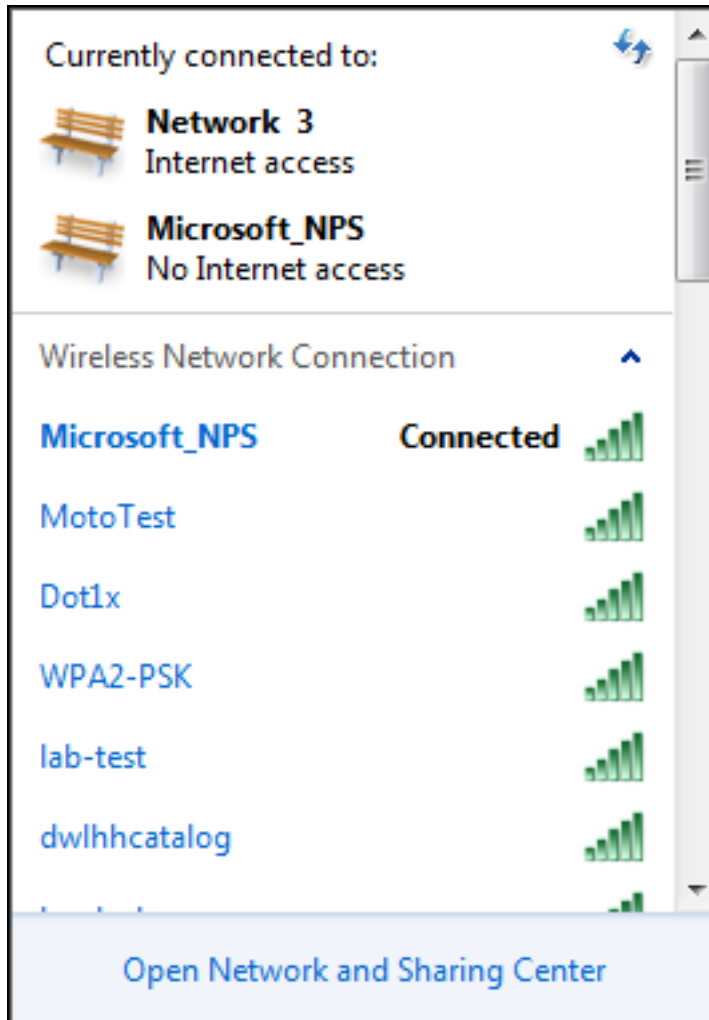 Currently connected to:
Network 3
Internet access
Microsoft_NPS
No Internet access
Wireless Network Connection
Microsoft_NPS Connected
MotoTest
Dot1x
WPA2-PSK
lab-test
dwlhhcatalog
Open Network and Sharing Center